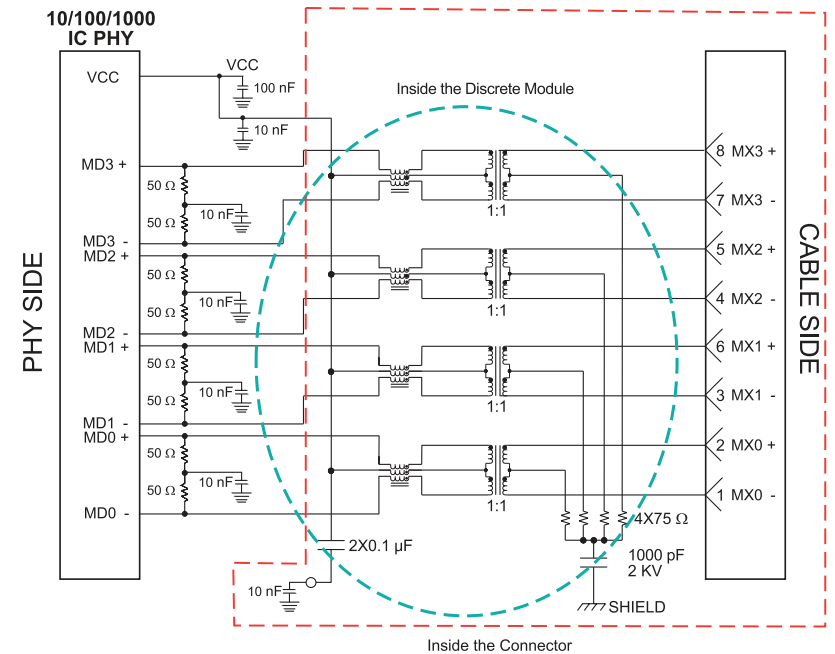 10/100/1000
IC PHY
VCC
VCC
100 nF
10 nF
Inside the Discrete Module
MD3 +
50 Ω
50 Ω
10 nF
MD3 -
MD2 +
50 Ω
50 Ω
10 nF
MD2 -
MD1 +
50 Ω
50 Ω
10 nF
MD1 -
MD0 +
50 Ω
50 Ω
10 nF
MD0 -
PHY SIDE
1:1
1:1
1:1
1:1
8 MX3 +
7 MX3 -
5 MX2 +
4 MX2 -
6 MX1 +
3 MX1 -
2 MX0 +
1 MX0 -
CABLE SIDE
4X75 Ω
2X0.1 µF
1000 pF
2 KV
10 nF
SHIELD
Inside the Connector